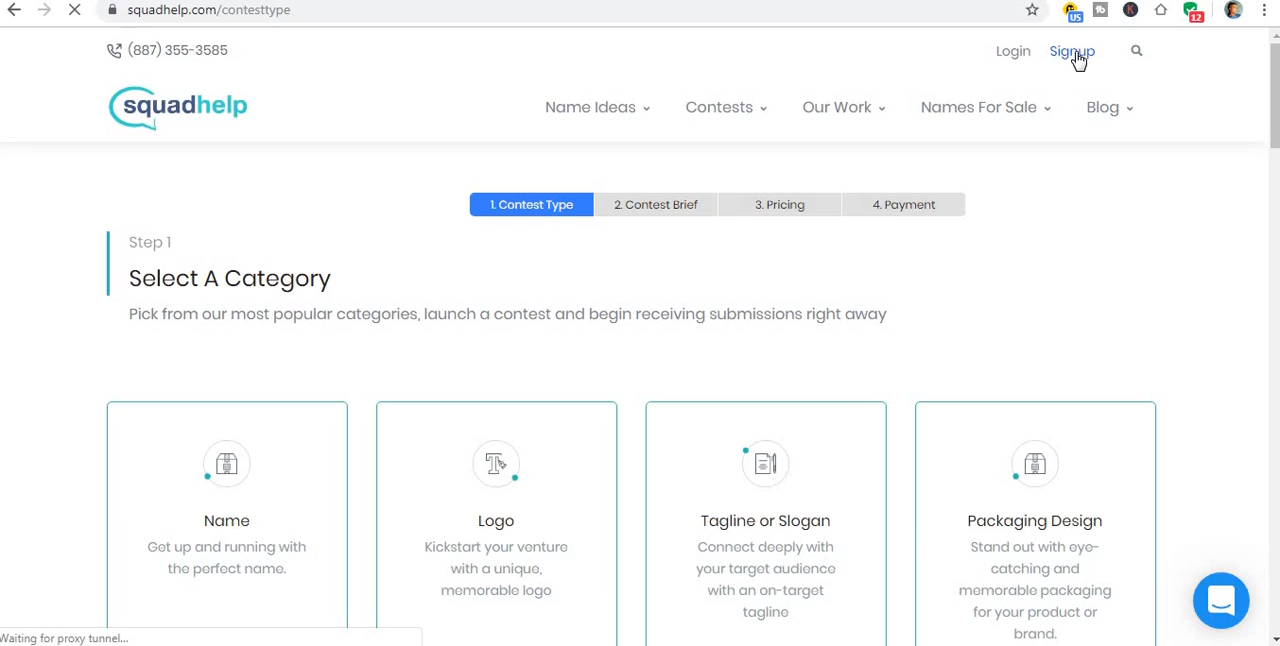 squadhelp.com/contesttype
US
12
(887) 355-3585
Login
Signup
squadhelp
Name Ideas
Contests
Our Work
Names For Sale
Blog
1. Contest Type
2. Contest Brief
3. Pricing
4. Payment
Step 1
Select A Category
Pick from our most popular categories, launch a contest and begin receiving submissions right away
Name
Get up and running with
the perfect name.
Logo
Kickstart your venture
with a unique,
memorable logo
Tagline or Slogan
Connect deeply with
your target audience
with an on-target
tagline
Packaging Design
Stand out with eye-
catching and
memorable packaging
for your product or
brand.
Waiting for proxy tunnel...